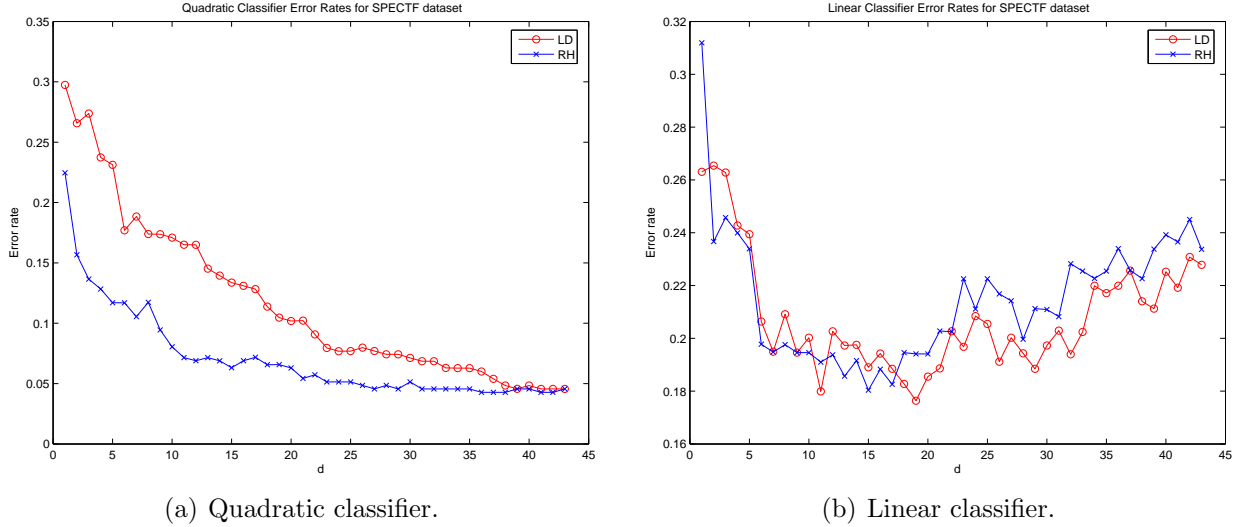 Quadratic Classifier Error Rates for SPECTF dataset
0.35
0.3
0.25
0.2
0.15
0.1
0.05
0
Error rate
LD
RH
0 5 10 15 20 25 30 35 40 45
d
(a) Quadratic classifier.
Linear Classifier Error Rates for SPECTF dataset
0.32
0.3
0.28
0.26
0.24
0.22
0.2
0.18
0.16
Error rate
LD
RH
0 5 10 15 20 25 30 35 40 45
d
(b) Linear classifier.